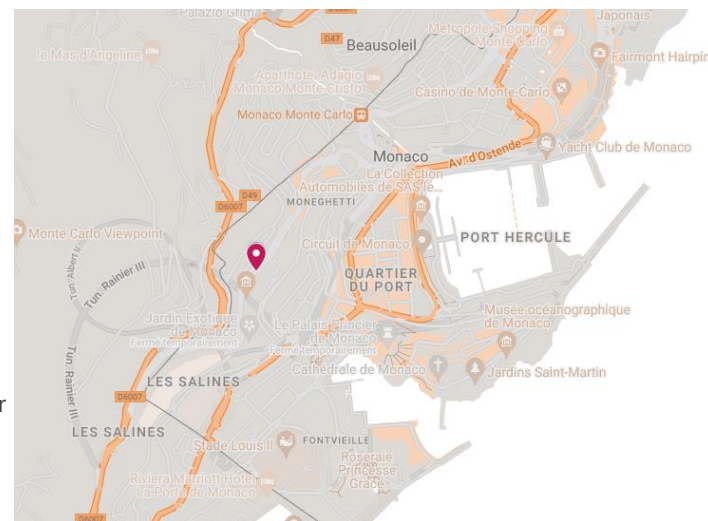 Palazzo Grima
D6007
Japonais
D47
Beausoleil
Métropole Shopping
Monte-Carlo
le Mas d'Angeline
Fairmont Hairpin
Aparthotel Adagio
Monaco Monte-Cristo
Casino de Monte-Carlo
Monaco Monte Carlo
Yacht Club de Monaco
Monaco
Av. d'Ostende
La Collection
Automobiles de SAS le...
D49
D6007
MONEGHETTI
Monte Carlo Viewpoint
Circuit de Monaco
PORT HERCULE
Tun. Albert II
Tun. Rainier III
QUARTIER
DU PORT
Musée océanographique
de Monaco
Jardin Exotique
de Monaco
Fermé temporairement
Le Palais Princier
de Monaco
Fermé temporairement
Cathédrale de Monaco
Jardins Saint-Martin
Tun. Rainier III
LES SALINES
D6007
r
LES SALINES
Stade Louis II
FONTVIEILLE
Roseraie
Princesse
Grace
Riviera Marriott Hotel
La Porte de Monaco
D6007